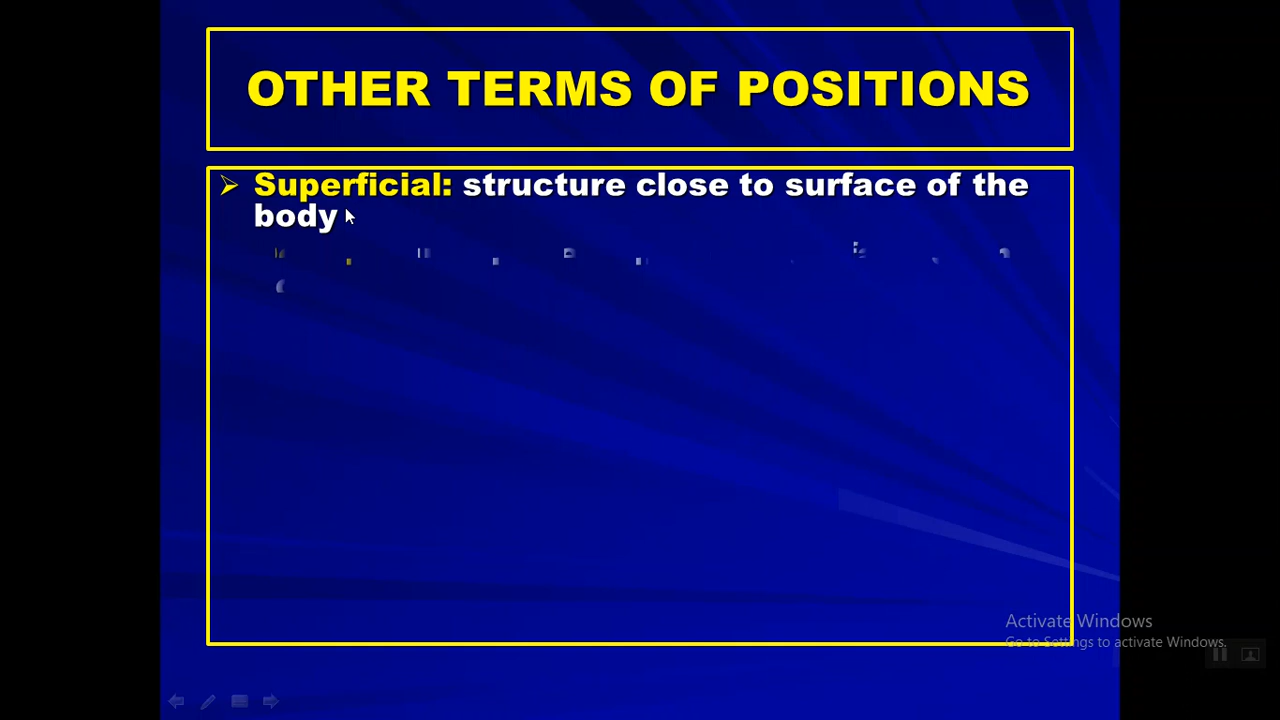 OTHER TERMS OF POSITIONS
Superficial: structure close to surface of the
body
Activate Windows
Go to Settings to activate Windows.